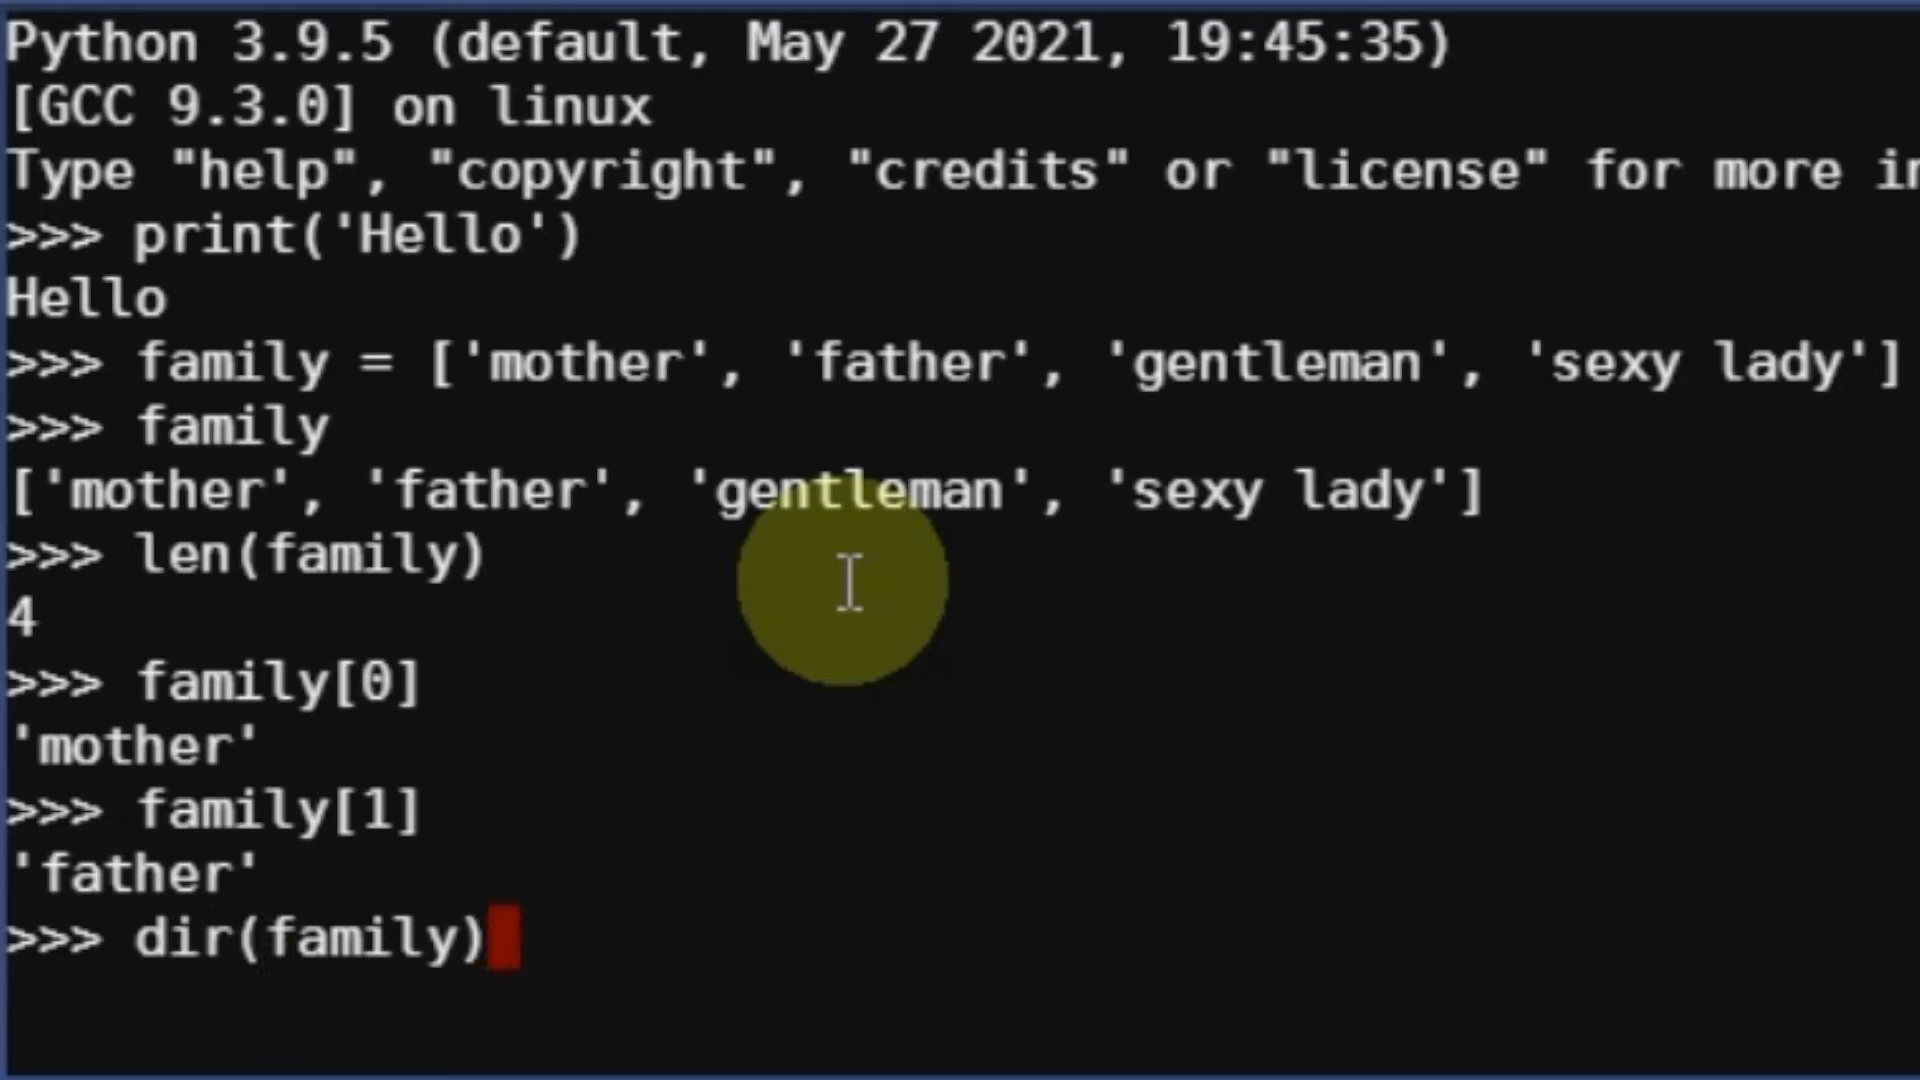 Python 3.9.5 (default, May 27 2021, 19:45:35)
[GCC 9.3.0] on linux
Type "help", "copyright", "credits" or "license" for more in
>>> print('Hello')
Hello
>>> family = ['mother', 'father', 'gentleman', 'sexy lady']
>>> family
['mother', 'father', 'gentleman', 'sexy lady']
>>> len(family)
4
>>> family[0]
'mother'
>>> family[1]
'father'
>>> dir(family)